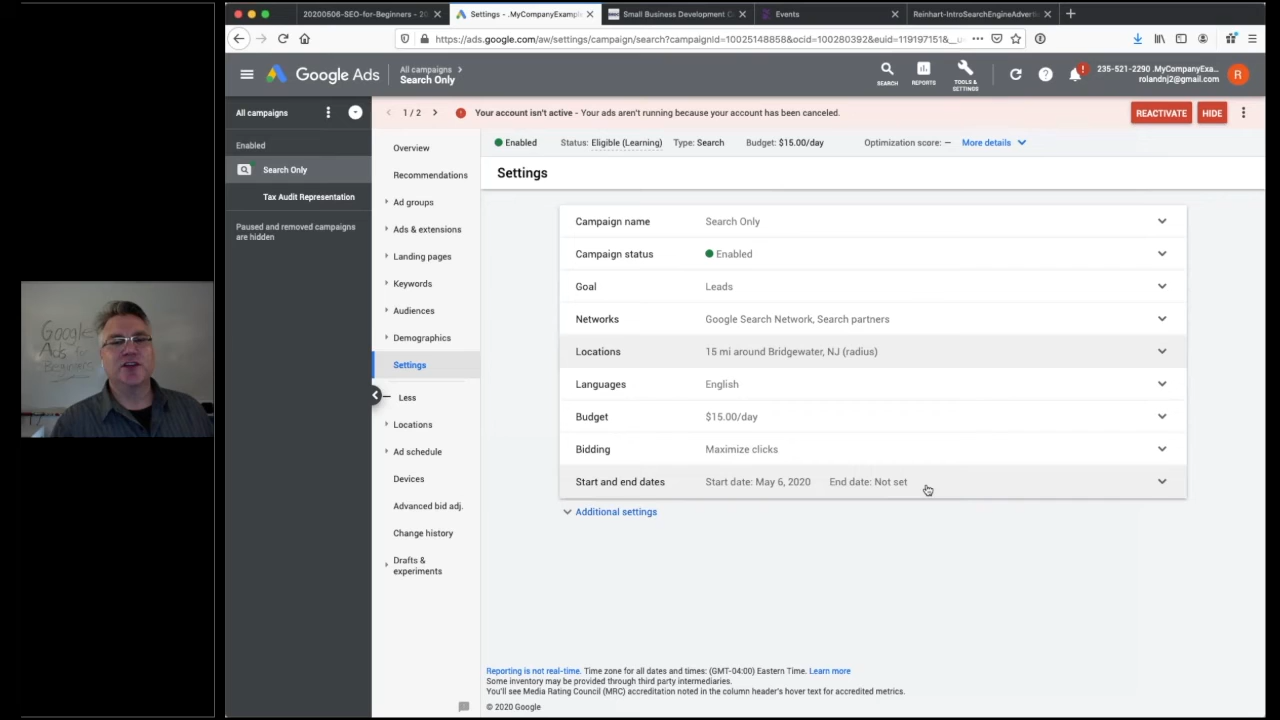 20200506-SEO-for-Beginners - 20
Settings - .MyCompanyExample
Small Business Development C
Events
Reinhart-IntroSearchEngineAdverti
https://ads.google.com/aw/settings/campaign/search?campaignId=10025148858&ocid=100280392&euid=119197151&__u
Google Ads
All campaigns
Search Only
SEARCH
REPORTS
TOOLS &
SETTINGS
235-521-2290 .MyCompanyExa...
rolandnj2@gmail.com
R
All campaigns
1 / 2
Your account isn't active - Your ads aren't running because your account has been canceled.
REACTIVATE
HIDE
Enabled
Search Only
Tax Audit Representation
Paused and removed campaigns
are hidden
Overview
Recommendations
Ad groups
Ads & extensions
Landing pages
Keywords
Audiences
Demographics
Settings
Less
Locations
Ad schedule
Devices
Advanced bid adj.
Change history
Drafts &
experiments
Enabled
Status: Eligible (Learning)
Type: Search
Budget: $15.00/day
Optimization score: –
More details
Settings
Campaign name Search Only
Campaign status Enabled
Goal Leads
Networks Google Search Network, Search partners
Locations 15 mi around Bridgewater, NJ (radius)
Languages English
Budget $15.00/day
Bidding Maximize clicks
Start and end dates Start date: May 6, 2020 End date: Not set
Additional settings
Reporting is not real-time. Time zone for all dates and times: (GMT-04:00) Eastern Time. Learn more
Some inventory may be provided through third party intermediaries.
You'll see Media Rating Council (MRC) accreditation noted in the column header's hover text for accredited metrics.
© 2020 Google
Google
Ads for
Beginners